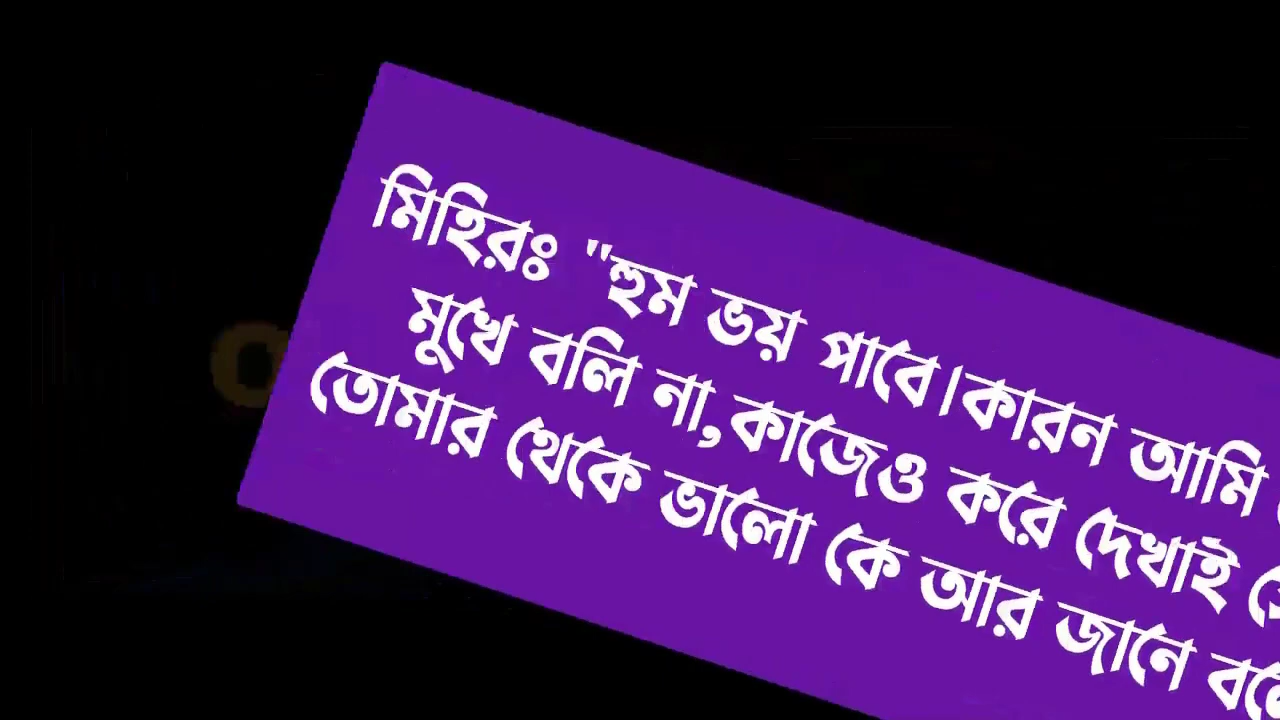 মিহিরঃ "হুম ভয় পাবে।কারন আমি
মুখে বলি না,কাজেও করে দেখাই
তোমার থেকে ভালো কে আর জানে